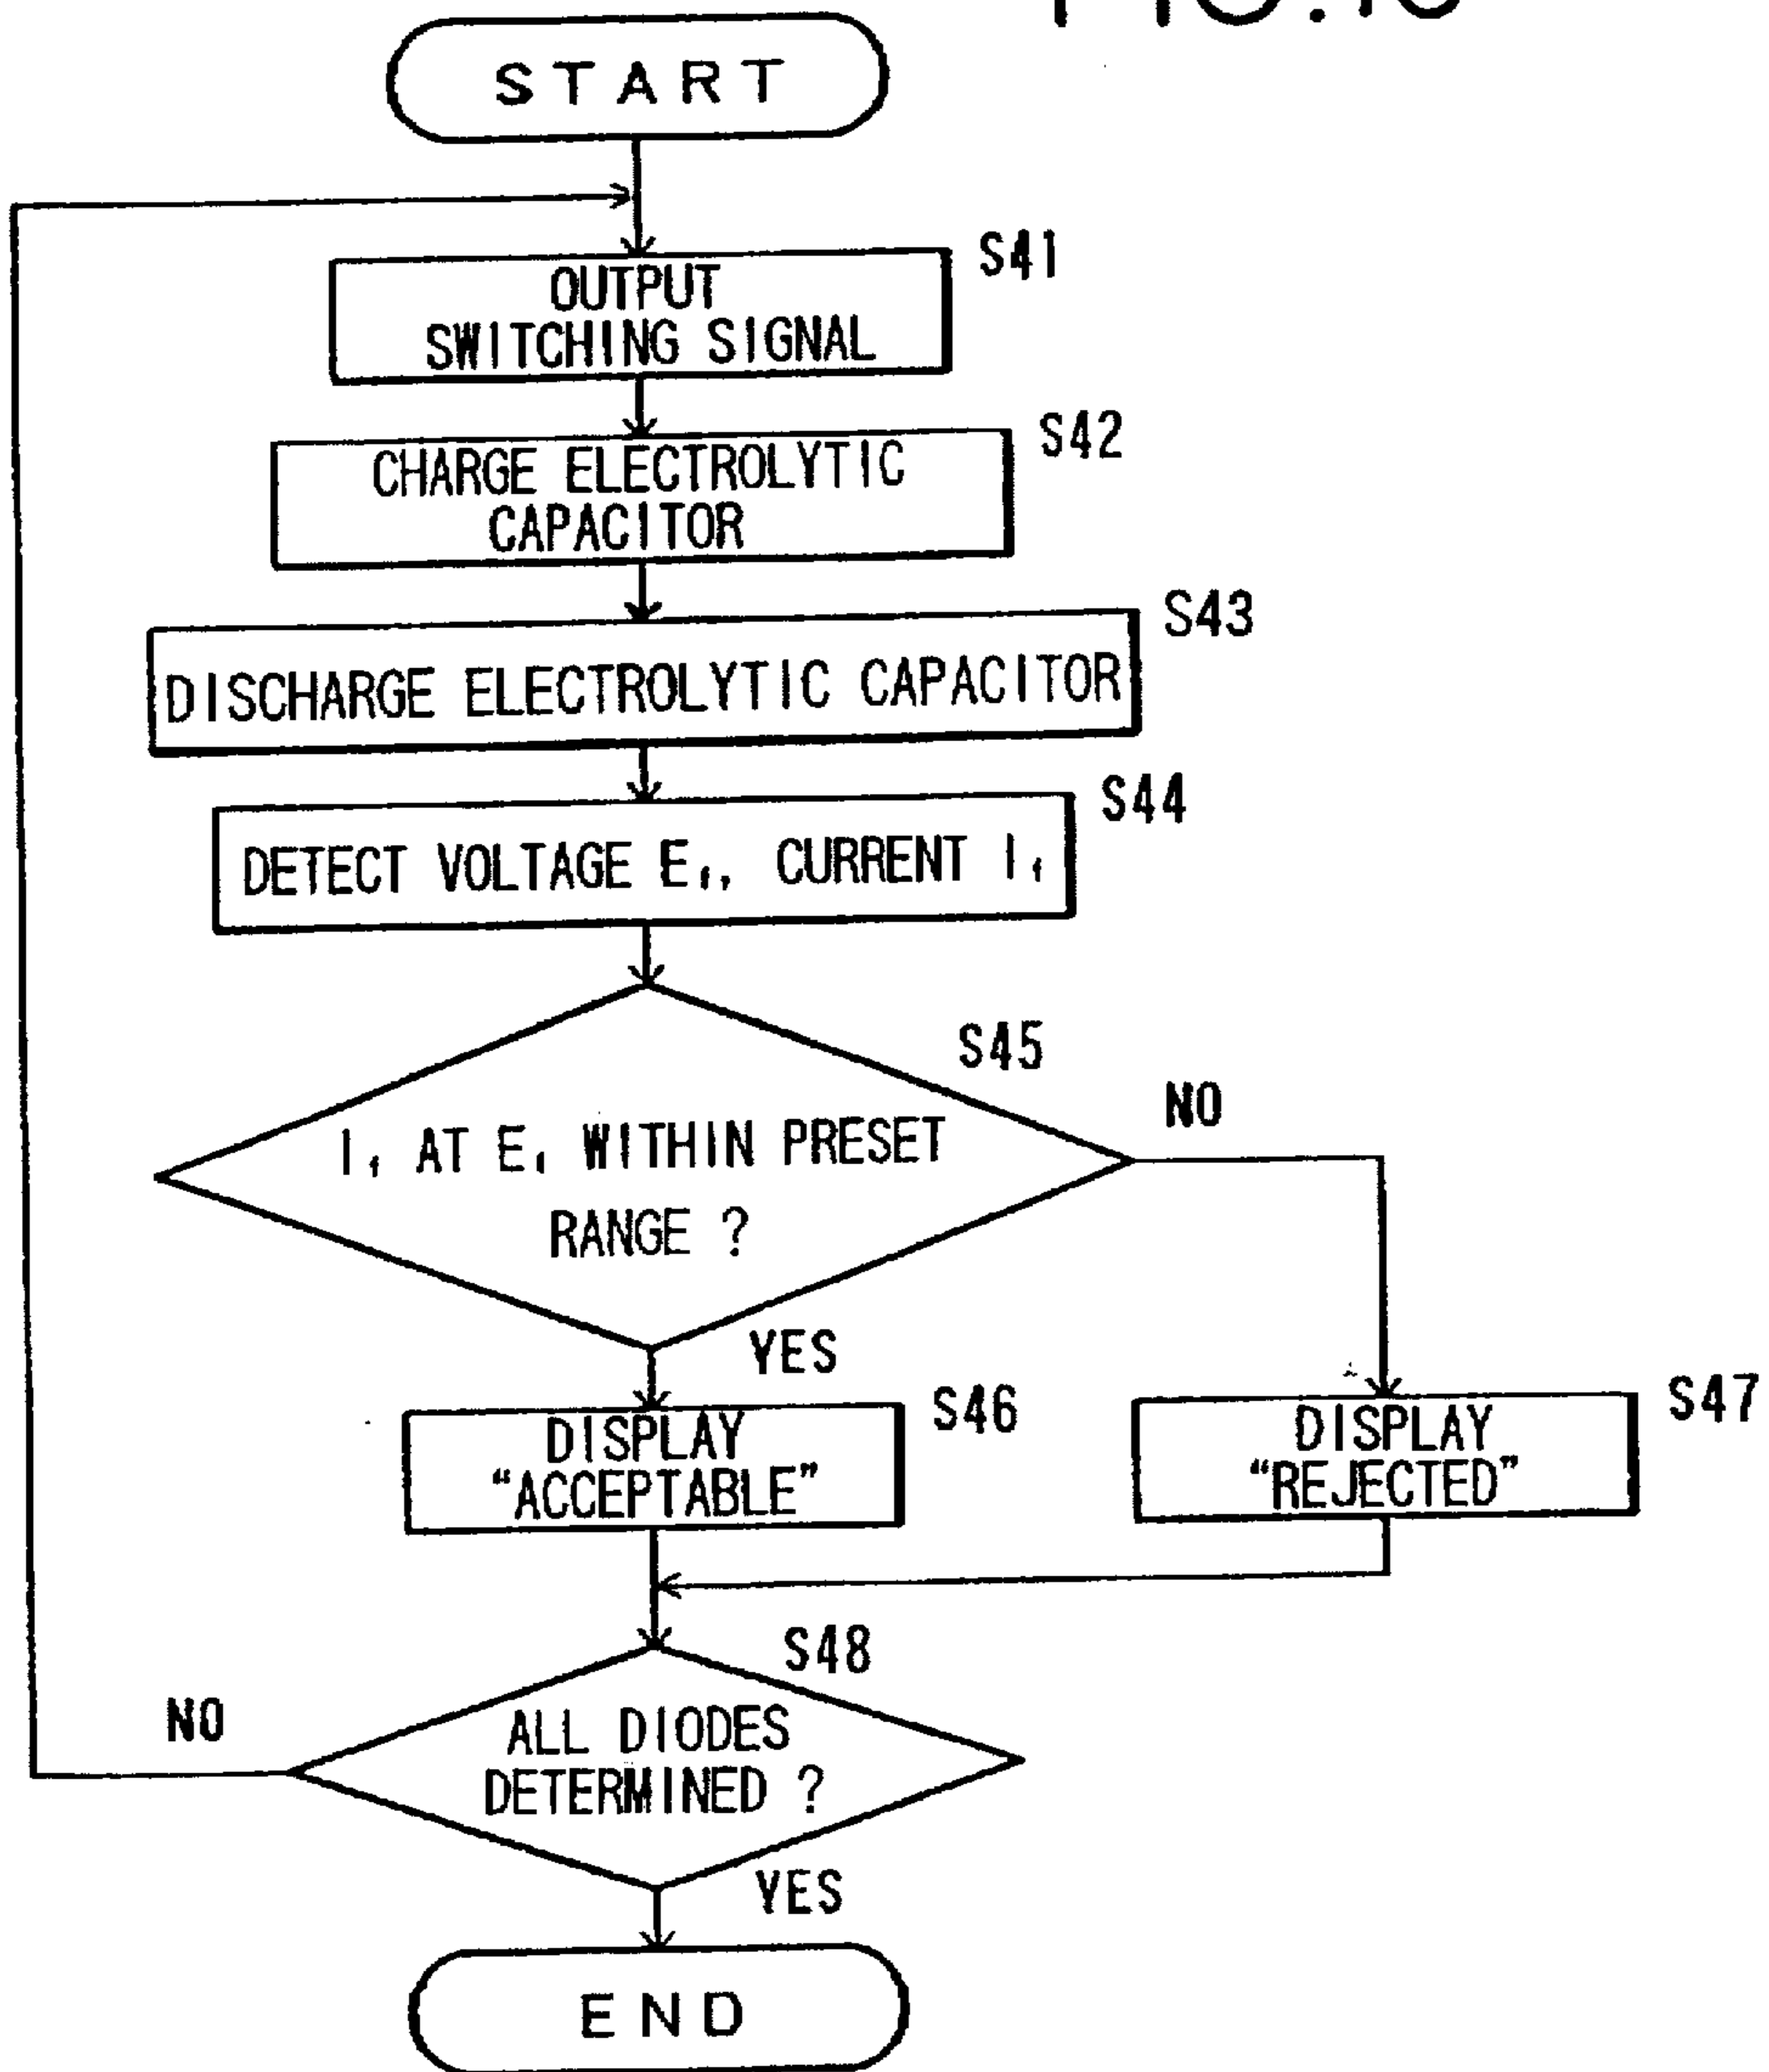 START
S41
OUTPUT
SWITCHING SIGNAL
S42
CHARGE ELECTROLYTIC
CAPACITOR
S43
DISCHARGE ELECTROLYTIC CAPACITOR
S44
DETECT VOLTAGE E₁, CURRENT I₁
S45
NO
I₁ AT E₁ WITHIN PRESET
RANGE ?
YES
S46
DISPLAY
“ACCEPTABLE”
S47
DISPLAY
“REJECTED”
S48
NO
ALL DIODES
DETERMINED ?
YES
END